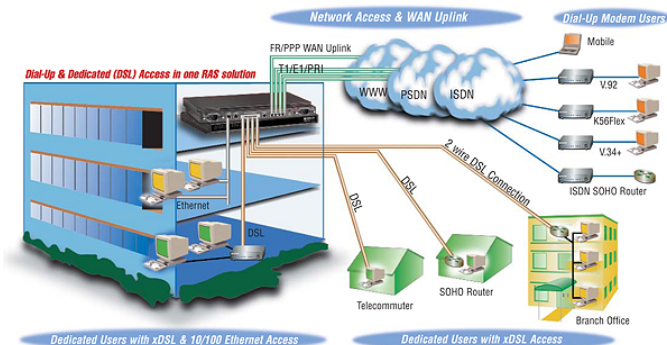 Network Access & WAN Uplink
Dial-Up Modem Users
FR/PPP WAN Uplink
Mobile
Dial-Up & Dedicated (DSL) Access in one RAS solution
T1/E1/PRI
WWW
PSDN
ISDN
V.92
K56Flex
V.34+
ISDN SOHO Router
2 wire DSL Connection
Ethernet
DSL
DSL
DSL
Telecommuter
SOHO Router
Branch Office
Dedicated Users with xDSL & 10/100 Ethernet Access
Dedicated Users with xDSL Access